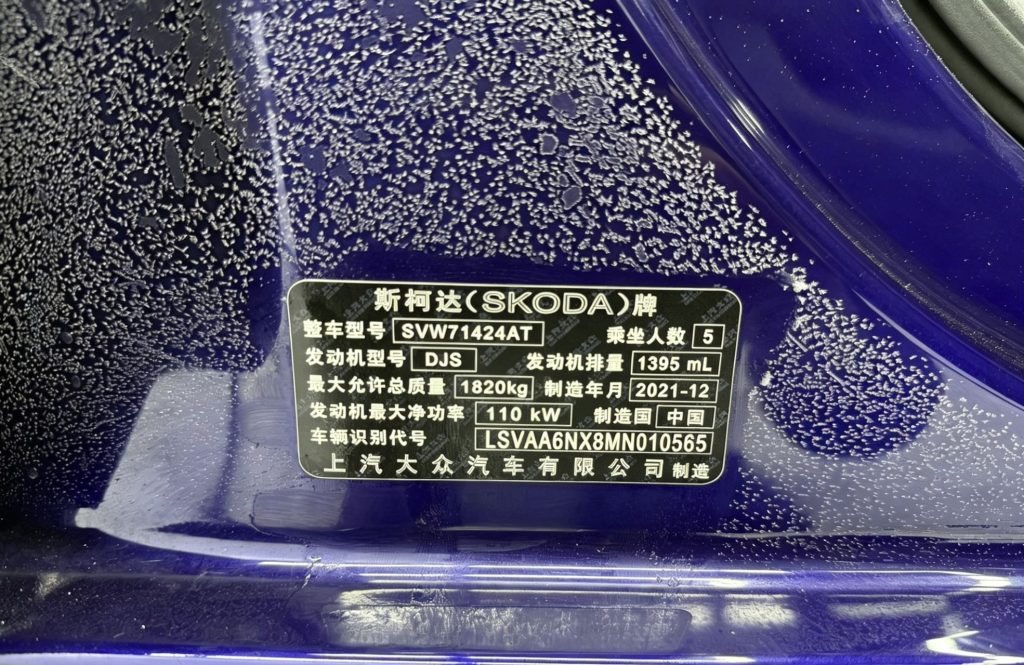 斯柯达(SKODA)牌
整车型号 SVW71424AT 乘坐人数 5
发动机型号 DJS 发动机排量 1395 mL
最大允许总质量 1820kg 制造年月 2021-12
发动机最大净功率 110 kW 制造国 中国
车辆识别代号 LSVAA6NX8MN010565
上汽大众汽车有限公司制造